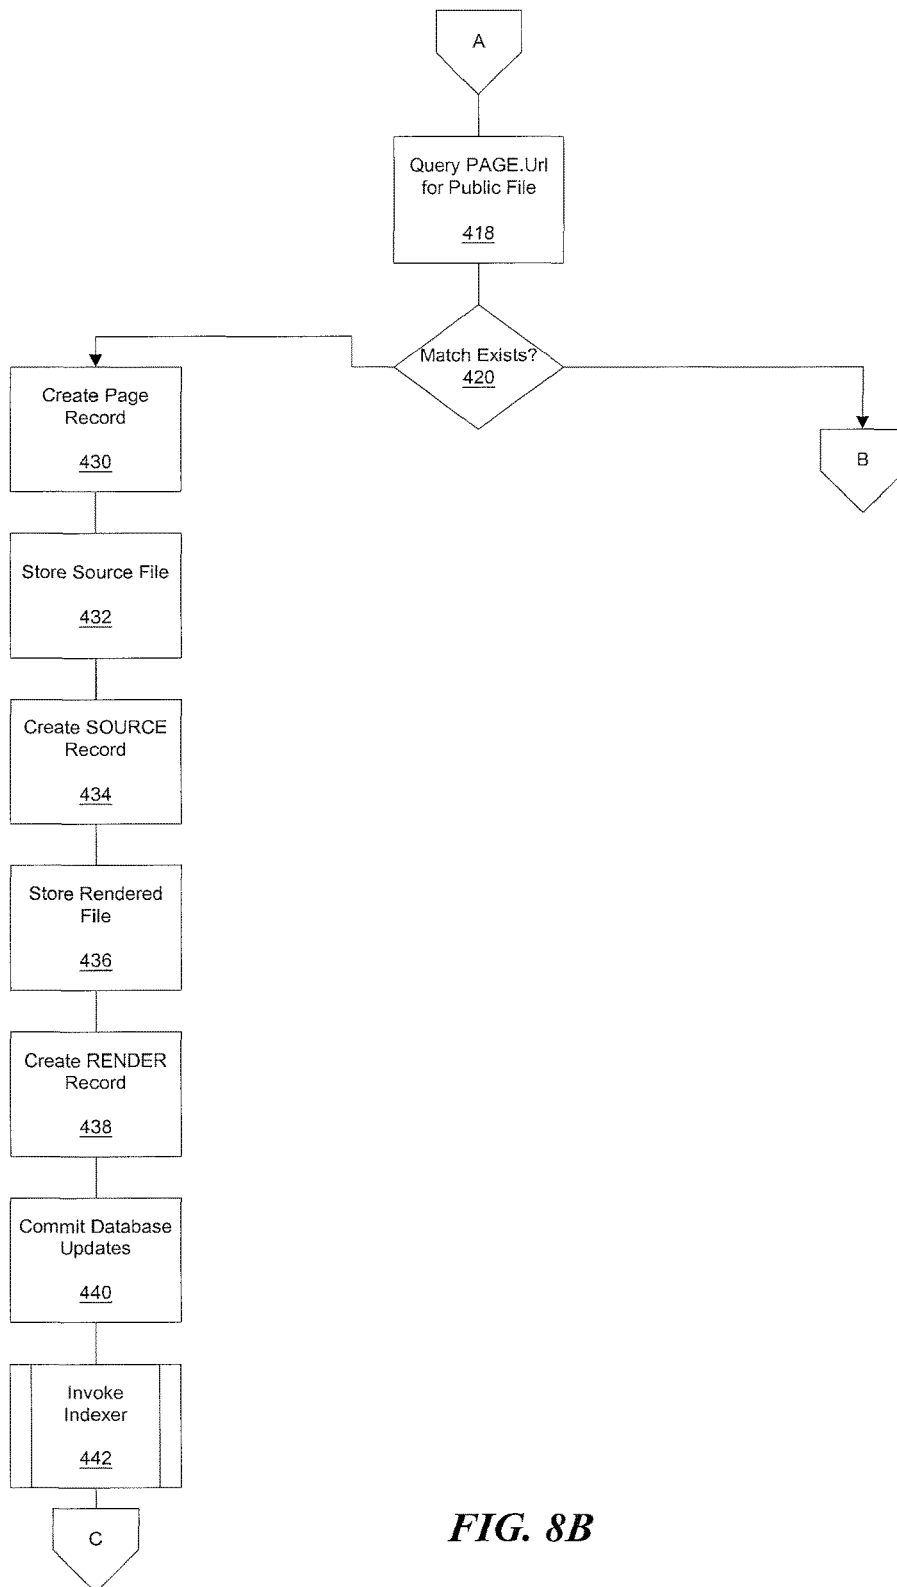 A
Query PAGE.Url
for Public File
418
Match Exists?
420
Create Page
Record
430
B
Store Source File
432
Create SOURCE
Record
434
Store Rendered
File
436
Create RENDER
Record
438
Commit Database
Updates
440
Invoke
Indexer
442
C
FIG. 8B